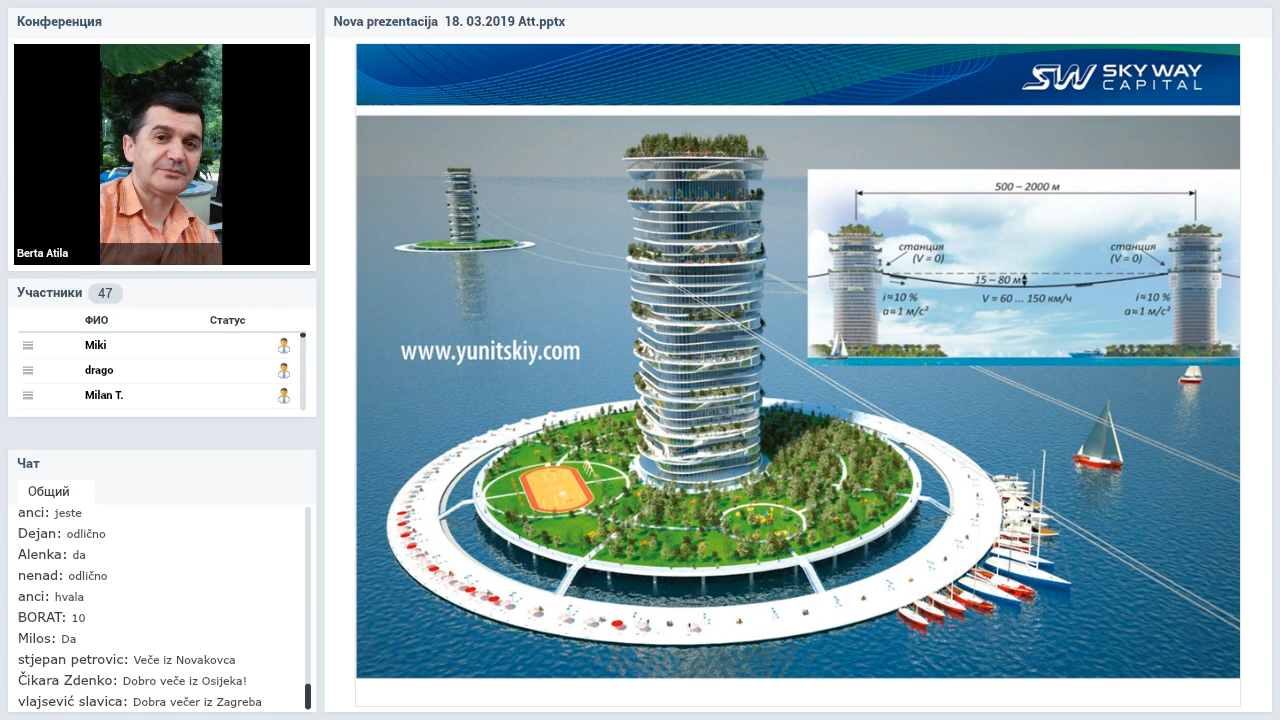 Конференция
Berta Atila
Участники 47
ФИО Статус
Miki
drago
Milan T.
Чат
Общий
anci: jeste
Dejan: odlično
Alenka: da
nenad: odlično
anci: hvala
BORAT: 10
Milos: Da
stjepan petrovic: Veče iz Novakovca
Čikara Zdenko: Dobro veče iz Osijeka!
vlajsević slavica: Dobra večer iz Zagreba
Nova prezentacija 18. 03.2019 Att.pptx
SW SKY WAY
CAPITAL
www.yunitskiy.com
500 – 2000 м
станция
(V = 0)
станция
(V = 0)
15 – 80 м
i≈10 %
a≈1 м/с²
V = 60 ... 150 км/ч
i≈10 %
a≈1 м/с²